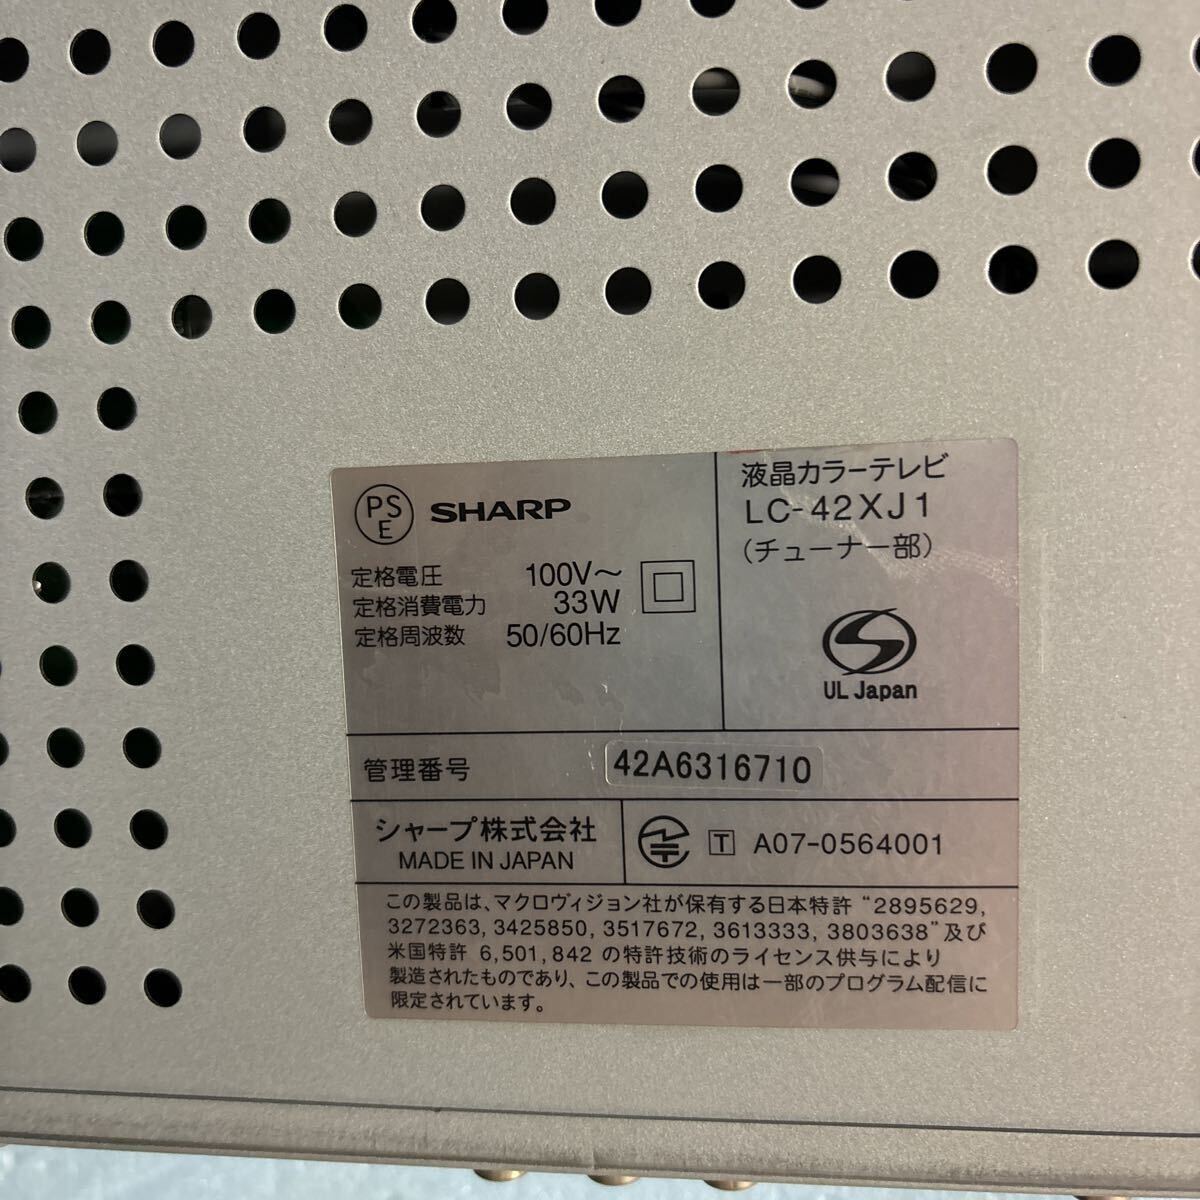 PS
E
SHARP
定格電圧 100V～
定格消費電力 33W
定格周波数 50/60Hz
液晶カラーテレビ
LC-42XJ1
（チューナー部）
S
UL Japan
管理番号 42A6316710
シャープ株式会社
MADE IN JAPAN
T A07-0564001
この製品は、マクロヴィジョン社が保有する日本特許“2895629,
3272363, 3425850, 3517672, 3613333, 3803638”及び
米国特許 6,501,842 の特許技術のライセンス供与により
製造されたものであり、この製品での使用は一部のプログラム配信に
限定されています。